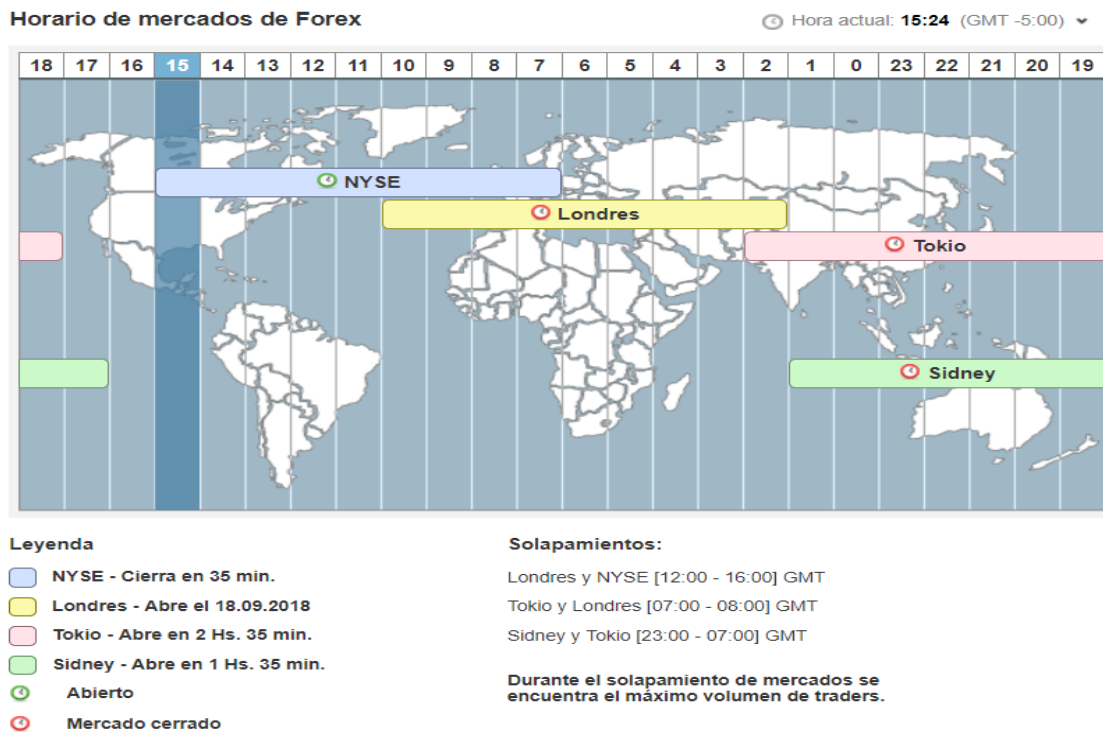 Horario de mercados de Forex
Hora actual: 15:24 (GMT -5:00)
18 17 16 15 14 13 12 11 10 9 8 7 6 5 4 3 2 1 0 23 22 21 20 19
NYSE
Londres
Tokio
Sidney
Leyenda
NYSE - Cierra en 35 min.
Londres - Abre el 18.09.2018
Tokio - Abre en 2 Hs. 35 min.
Sidney - Abre en 1 Hs. 35 min.
Abierto
Mercado cerrado
Solapamientos:
Londres y NYSE [12:00 - 16:00] GMT
Tokio y Londres [07:00 - 08:00] GMT
Sidney y Tokio [23:00 - 07:00] GMT
Durante el solapamiento de mercados se
encuentra el máximo volumen de traders.